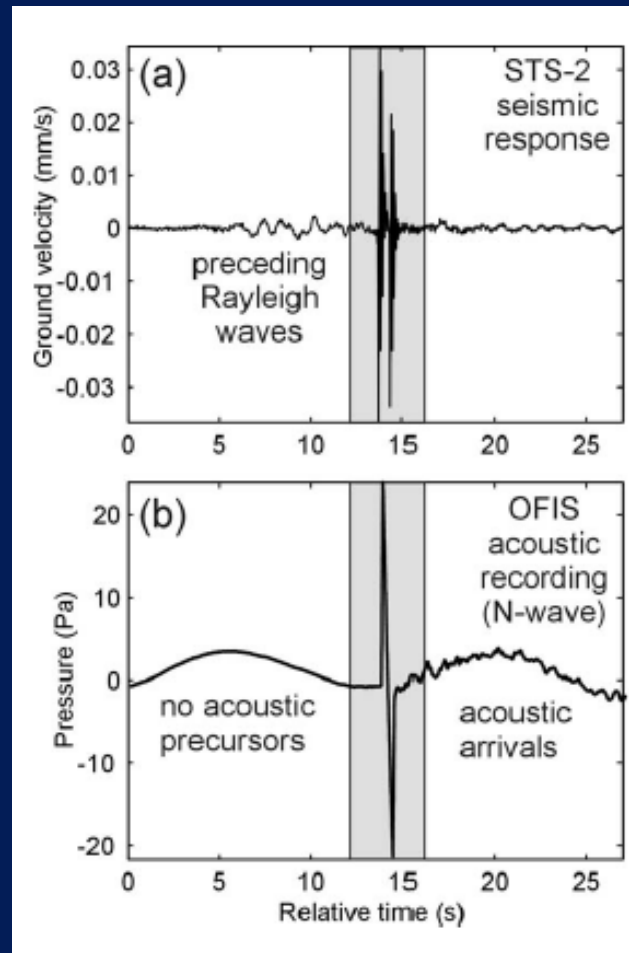 (a)
STS-2
seismic
response
preceding
Rayleigh
waves
Ground velocity (mm/s)
0.03
0.02
0.01
0
-0.01
-0.02
-0.03
0 5 10 15 20 25
(b)
OFIS
acoustic
recording
(N-wave)
no acoustic
precursors
acoustic
arrivals
Pressure (Pa)
20
10
0
-10
-20
0 5 10 15 20 25
Relative time (s)